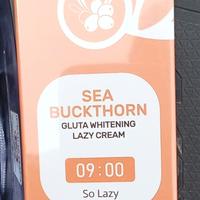 SEA
BUCKTHORN
GLUTA WHITENING
LAZY CREAM
09:00
So Lazy